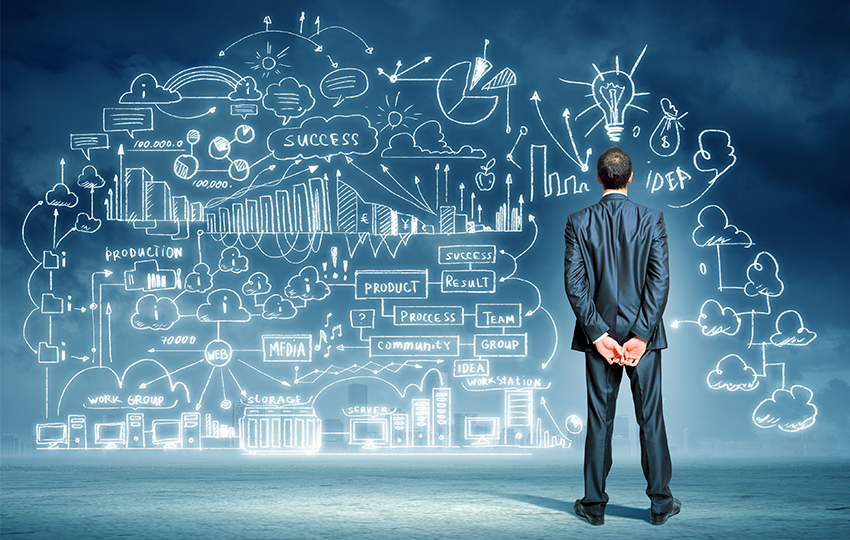 SUCCESS
100.000
100.000
$
IDEA
€
¥
PRODUCTION
SUCCESS
RESULT
PRODUCT
PROCCESS
TEAM
?
COMMUNITY
GROUP
70000
WEB
MEDIA
IDEA
WORKSTATION
WORK GROUP
STORAGE
SERVER